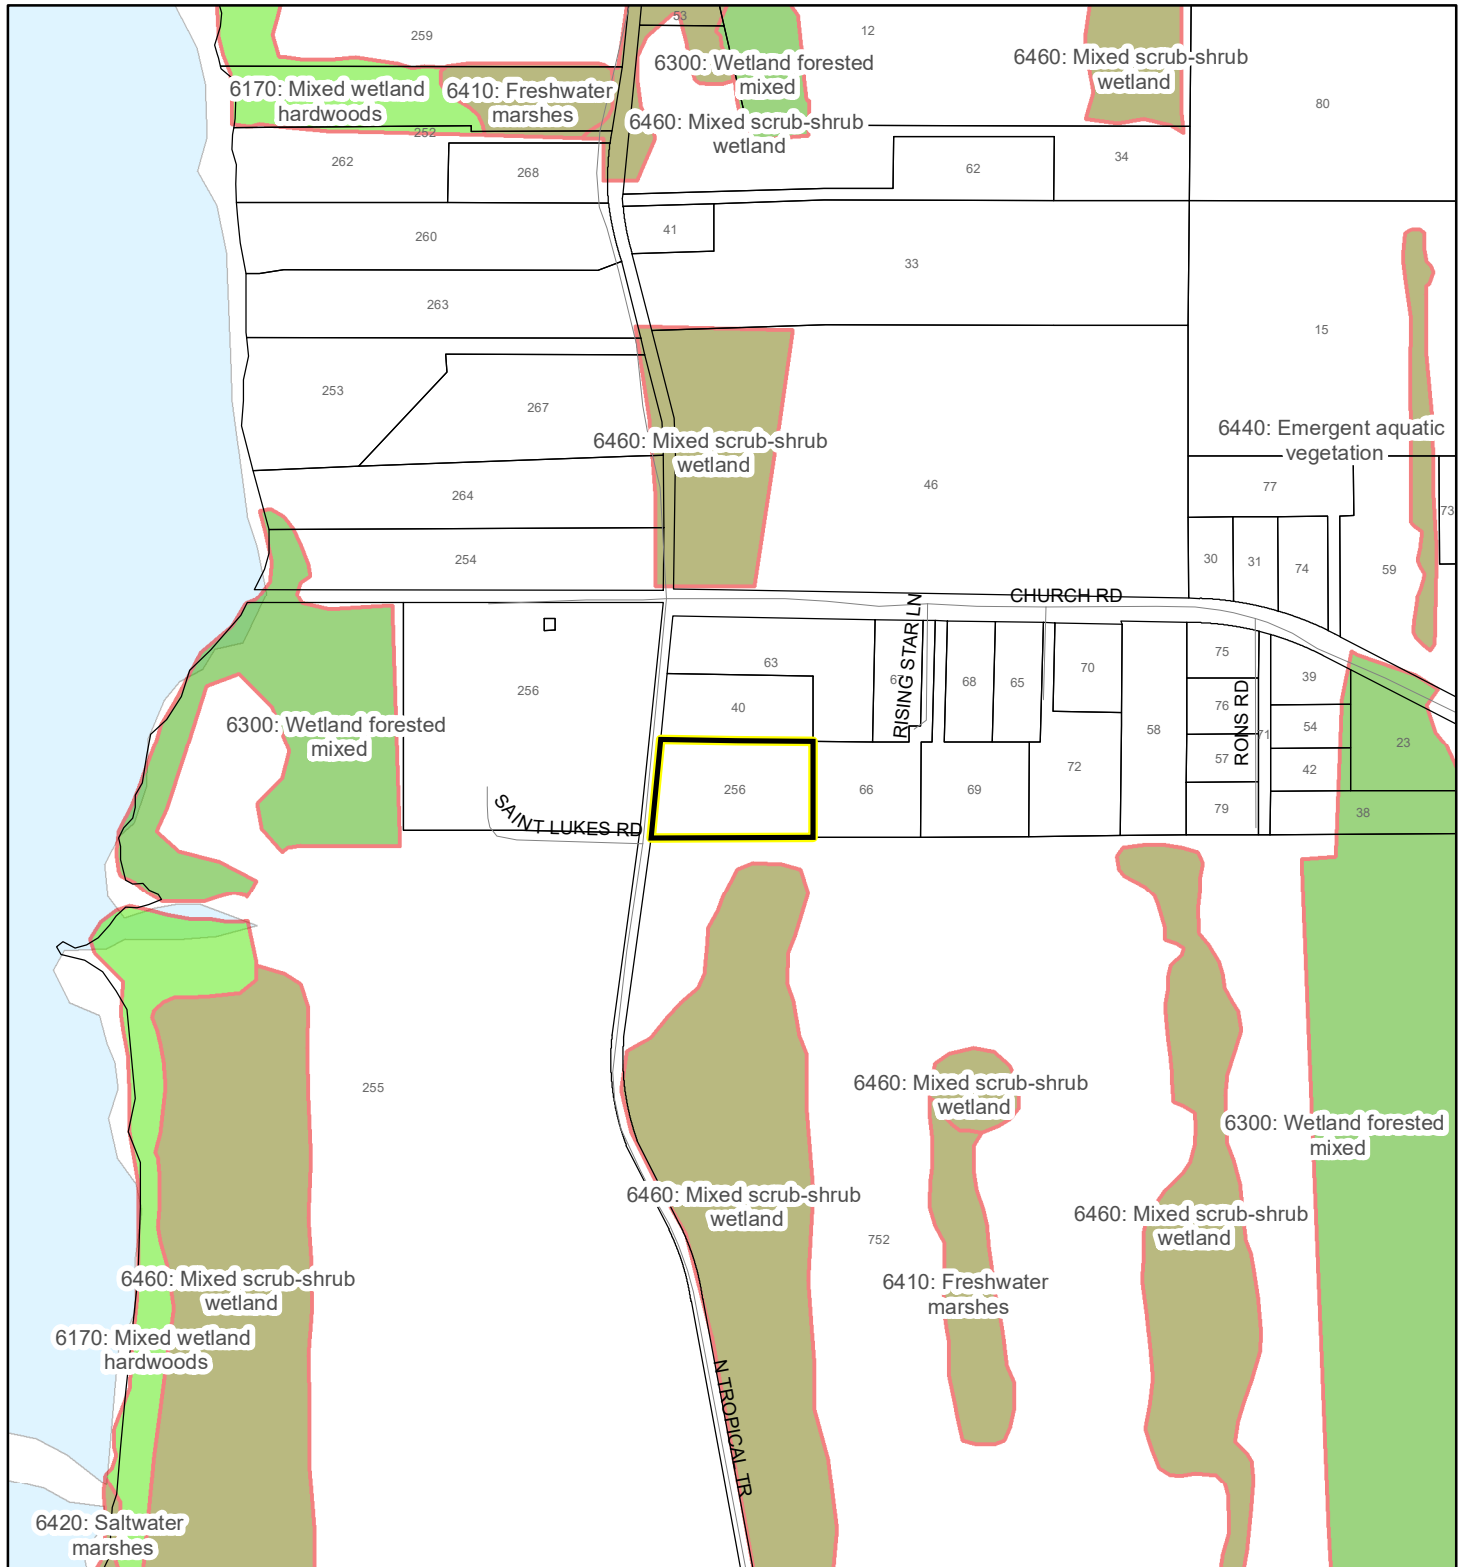 53
259
12
6300: Wetland forested
mixed
6460: Mixed scrub-shrub
wetland
6170: Mixed wetland
hardwoods
6410: Freshwater
marshes
80
6460: Mixed scrub-shrub
wetland
252
262
268
62
34
41
260
33
263
15
253
267
6440: Emergent aquatic
vegetation
6460: Mixed scrub-shrub
wetland
46
77
264
73
254
30
31
74
59
CHURCH RD
RISING STAR LN
63
75
67
68
65
70
39
256
76
40
RONS RD
6300: Wetland forested
mixed
54
58
71
23
57
72
42
256
66
69
79
38
SAINT LUKES RD
255
6460: Mixed scrub-shrub
wetland
6300: Wetland forested
mixed
6460: Mixed scrub-shrub
wetland
6460: Mixed scrub-shrub
wetland
752
6460: Mixed scrub-shrub
wetland
6410: Freshwater
marshes
6170: Mixed wetland
hardwoods
N TROPICAL TR
6420: Saltwater
marshes